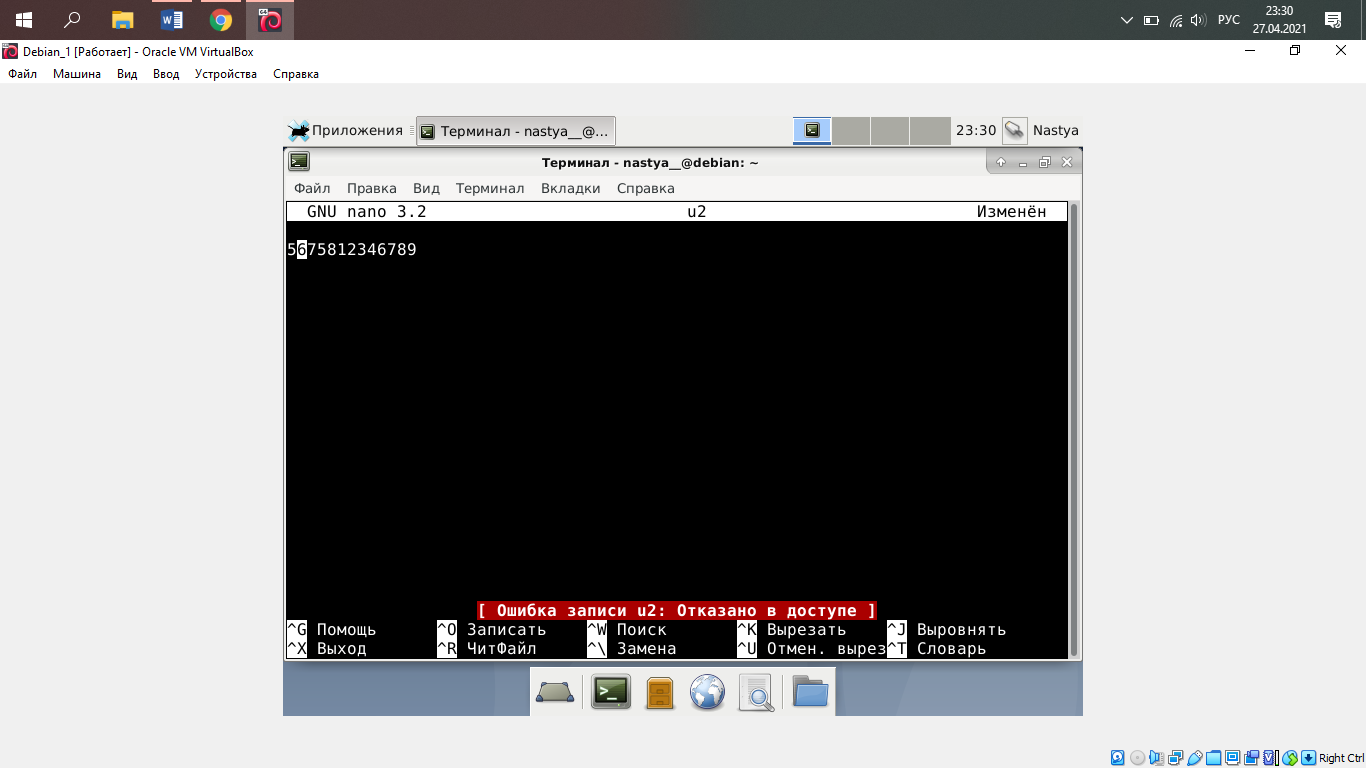 РУС
23:30
27.04.2021
Debian_1 [Работает] - Oracle VM VirtualBox
Файл Машина Вид Ввод Устройства Справка
Приложения Терминал - nastya__@... 23:30 Nastya
Терминал - nastya__@debian: ~
Файл Правка Вид Терминал Вкладки Справка
GNU nano 3.2 u2 Изменён
5675812346789
[ Ошибка записи u2: Отказано в доступе ]
^G Помощь ^O Записать ^W Поиск ^K Вырезать ^J Выровнять
^X Выход ^R ЧитФайл ^\ Замена ^U Отмен. вырез ^T Словарь
Right Ctrl